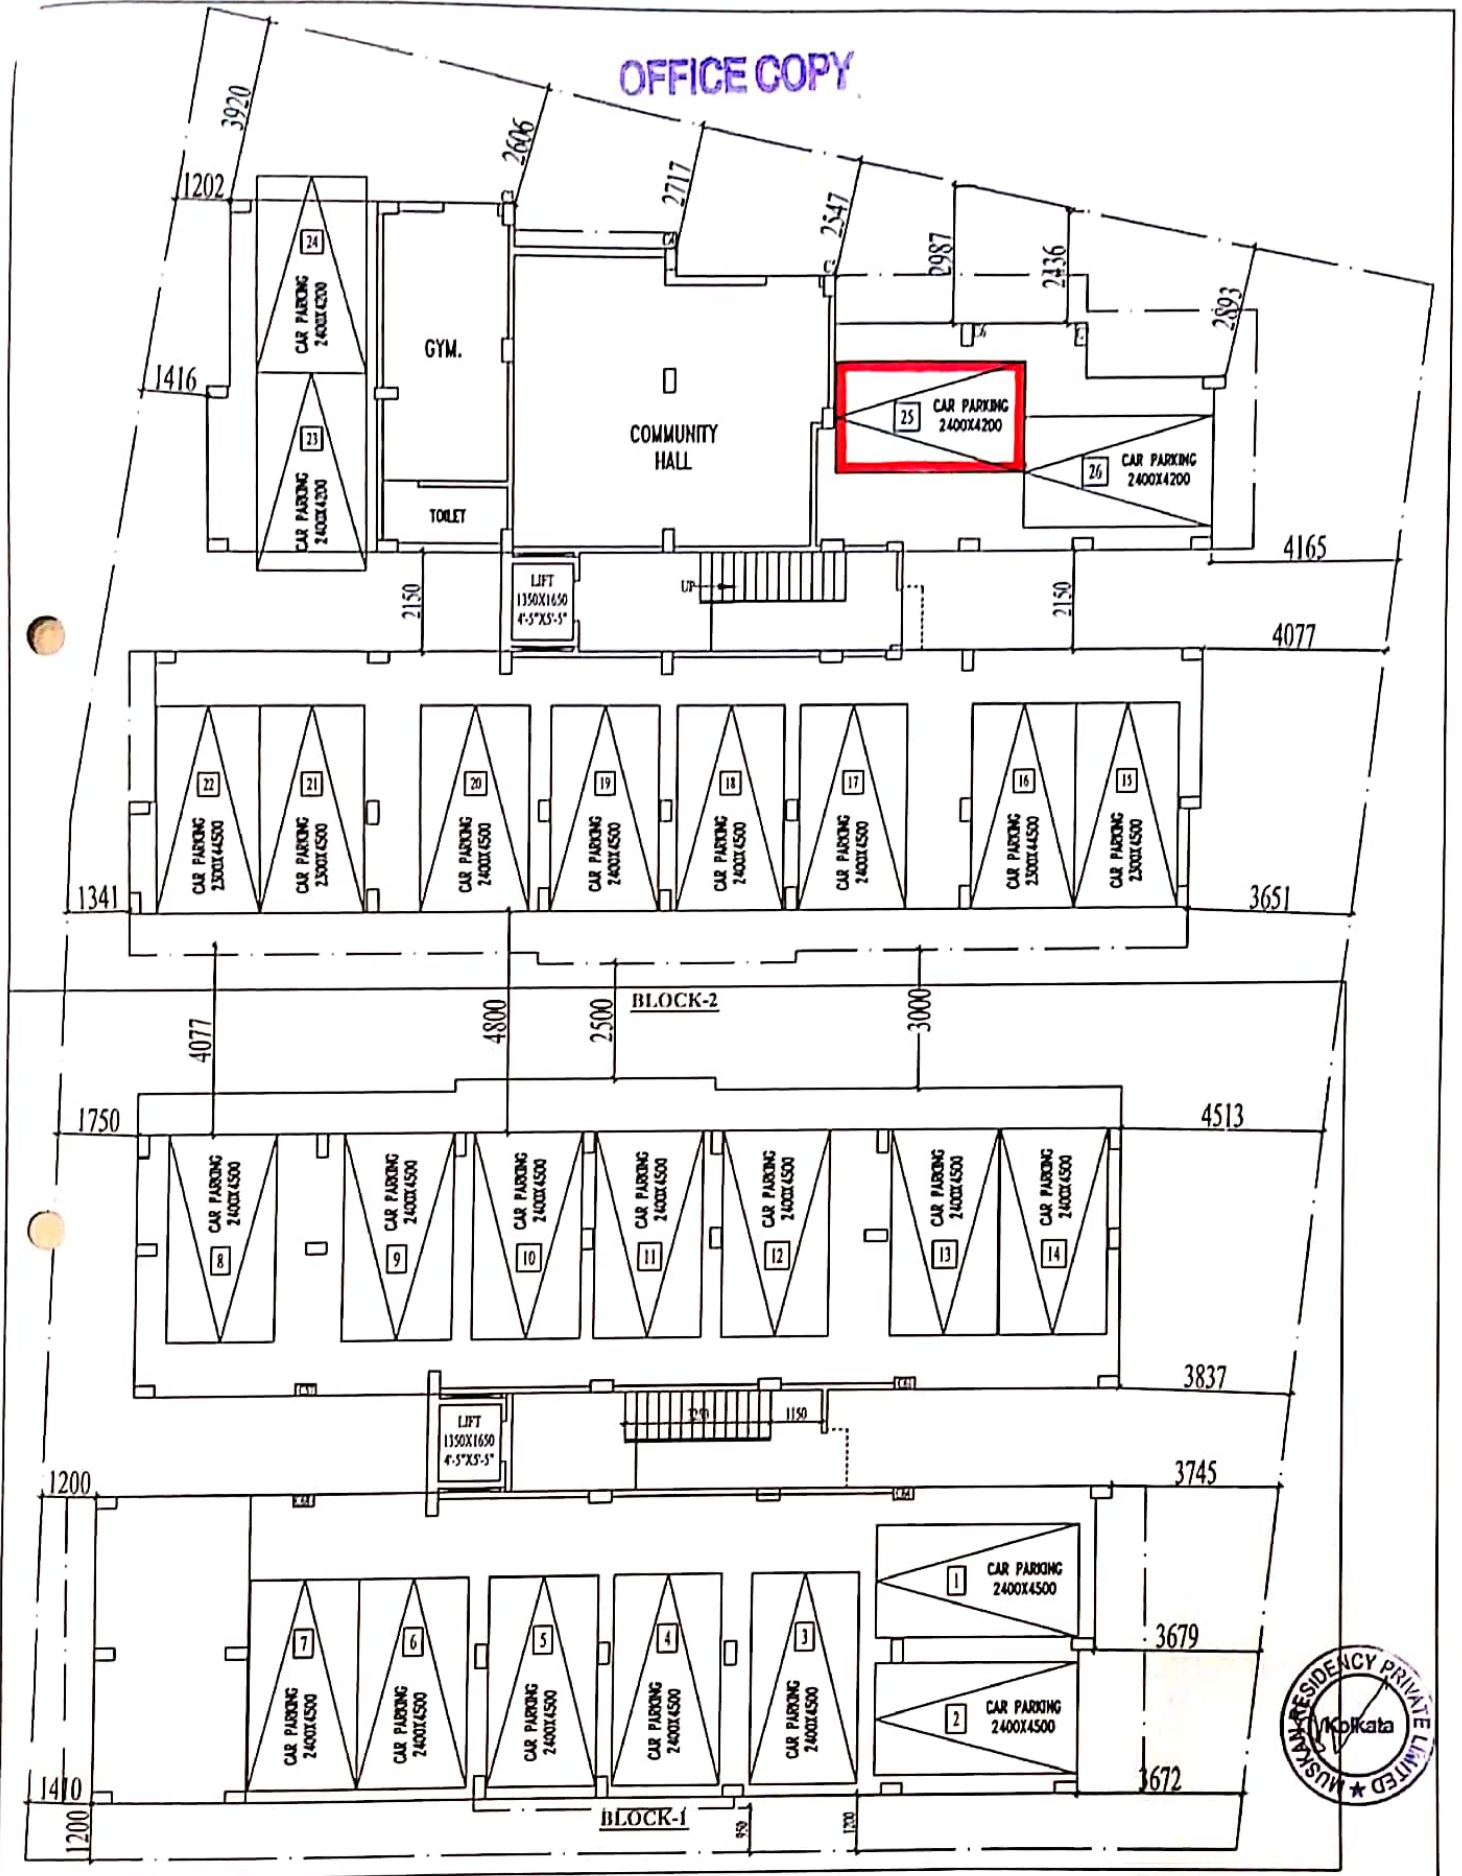 OFFICE COPY
3920
2606
2717
2547
2987
2436
2893
1202
24
CAR PARKING
2400X4200
GYM.
1416
23
CAR PARKING
2400X4200
COMMUNITY
HALL
25
CAR PARKING
2400X4200
26
CAR PARKING
2400X4200
TOILET
4165
LIFT
1350X1650
4'-5"X5'-5"
UP
2150
2150
4077
22
CAR PARKING
2300X44500
21
CAR PARKING
2300X4500
20
CAR PARKING
2400X4500
19
CAR PARKING
2400X4500
18
CAR PARKING
2400X4500
17
CAR PARKING
2400X4500
16
CAR PARKING
2300X44500
15
CAR PARKING
2300X4500
1341
3651
4077
4800
2500
BLOCK-2
3000
1750
4513
8
CAR PARKING
2400X4500
9
CAR PARKING
2400X4500
10
CAR PARKING
2400X4500
11
CAR PARKING
2400X4500
12
CAR PARKING
2400X4500
13
CAR PARKING
2400X4500
14
CAR PARKING
2400X4500
3837
LIFT
1350X1650
4'-5"X5'-5"
1150
1200
3745
1
CAR PARKING
2400X4500
7
CAR PARKING
2400X4500
6
CAR PARKING
2400X4500
5
CAR PARKING
2400X4500
4
CAR PARKING
2400X4500
3
CAR PARKING
2400X4500
3679
2
CAR PARKING
2400X4500
MUSKAN RESIDENCY PRIVATE LIMITED
Kolkata
1410
3672
1200
BLOCK-1
950
1200